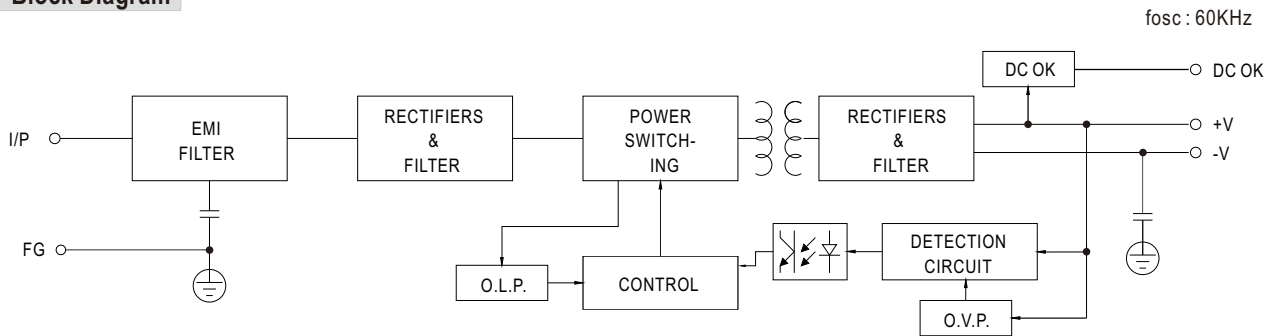 Block Diagram
fosc : 60KHz
I/P
EMI
FILTER
RECTIFIERS
&
FILTER
POWER
SWITCH-
ING
RECTIFIERS
&
FILTER
DC OK
DC OK
+V
-V
FG
O.L.P.
CONTROL
DETECTION
CIRCUIT
O.V.P.